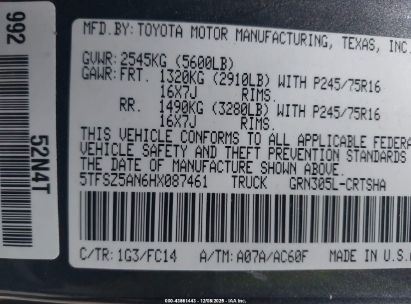 MFD.BY: TOYOTA MOTOR MANUFACTURING, TEXAS, INC.
GVWR: 2545KG (5600LB)
GAWR: FRT. 1320KG (2910LB) WITH P245/75R16
16X7J RIMS.
RR. 1490KG (3280LB) WITH P245/75R16
16X7J RIMS.
THIS VEHICLE CONFORMS TO ALL APPLICABLE FEDERAL
VEHICLE SAFETY AND THEFT PREVENTION STANDARDS
THE DATE OF MANUFACTURE SHOWN ABOVE.
5TFSZ5AN6HX087461 TRUCK GRN305L-CRTSHA
C/TR: 1G3/FC14 A/TM: A07A/AC60F MADE IN U.S.A
992
52N4T